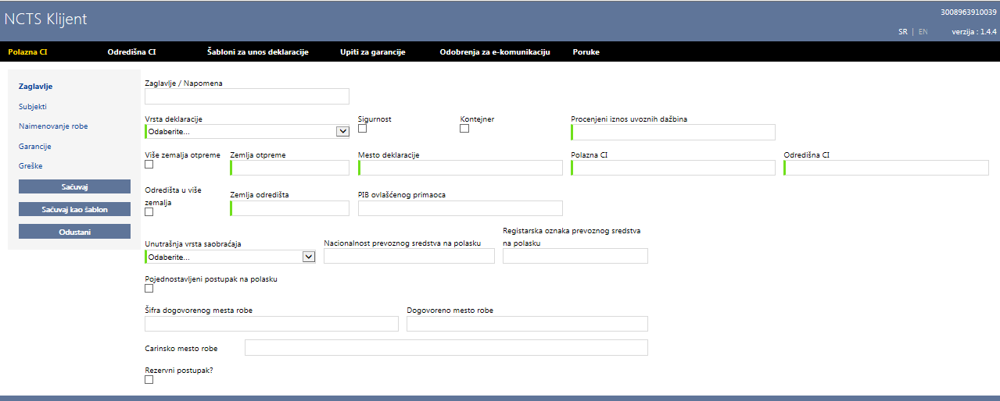 NCTS Klijent
3008963910039
SR | EN verzija : 1.4.4
Polazna CI Odredišna CI Šabloni za unos deklaracije Upiti za garancije Odobrenja za e-komunikaciju Poruke
Zaglavlje
Subjekti
Naimenovanje robe
Garancije
Greške
Sačuvaj
Sačuvaj kao šablon
Odustani
Zaglavlje / Napomena
Vrsta deklaracije Sigurnost Kontejner Procenjeni iznos uvoznih dažbina
Odaberite...
Više zemalja otpreme Zemlja otpreme Mesto deklaracije Polazna CI Odredišna CI
Odredišta u više
zemalja
Zemlja odredišta PIB ovlašćenog primaoca
Unutrašnja vrsta saobraćaja Nacionalnost prevoznog sredstva na polasku
Registarska oznaka prevoznog sredstva
na polasku
Odaberite...
Pojednostavljeni postupak na polasku
Šifra dogovorenog mesta robe Dogovoreno mesto robe
Carinsko mesto robe
Rezervni postupak?